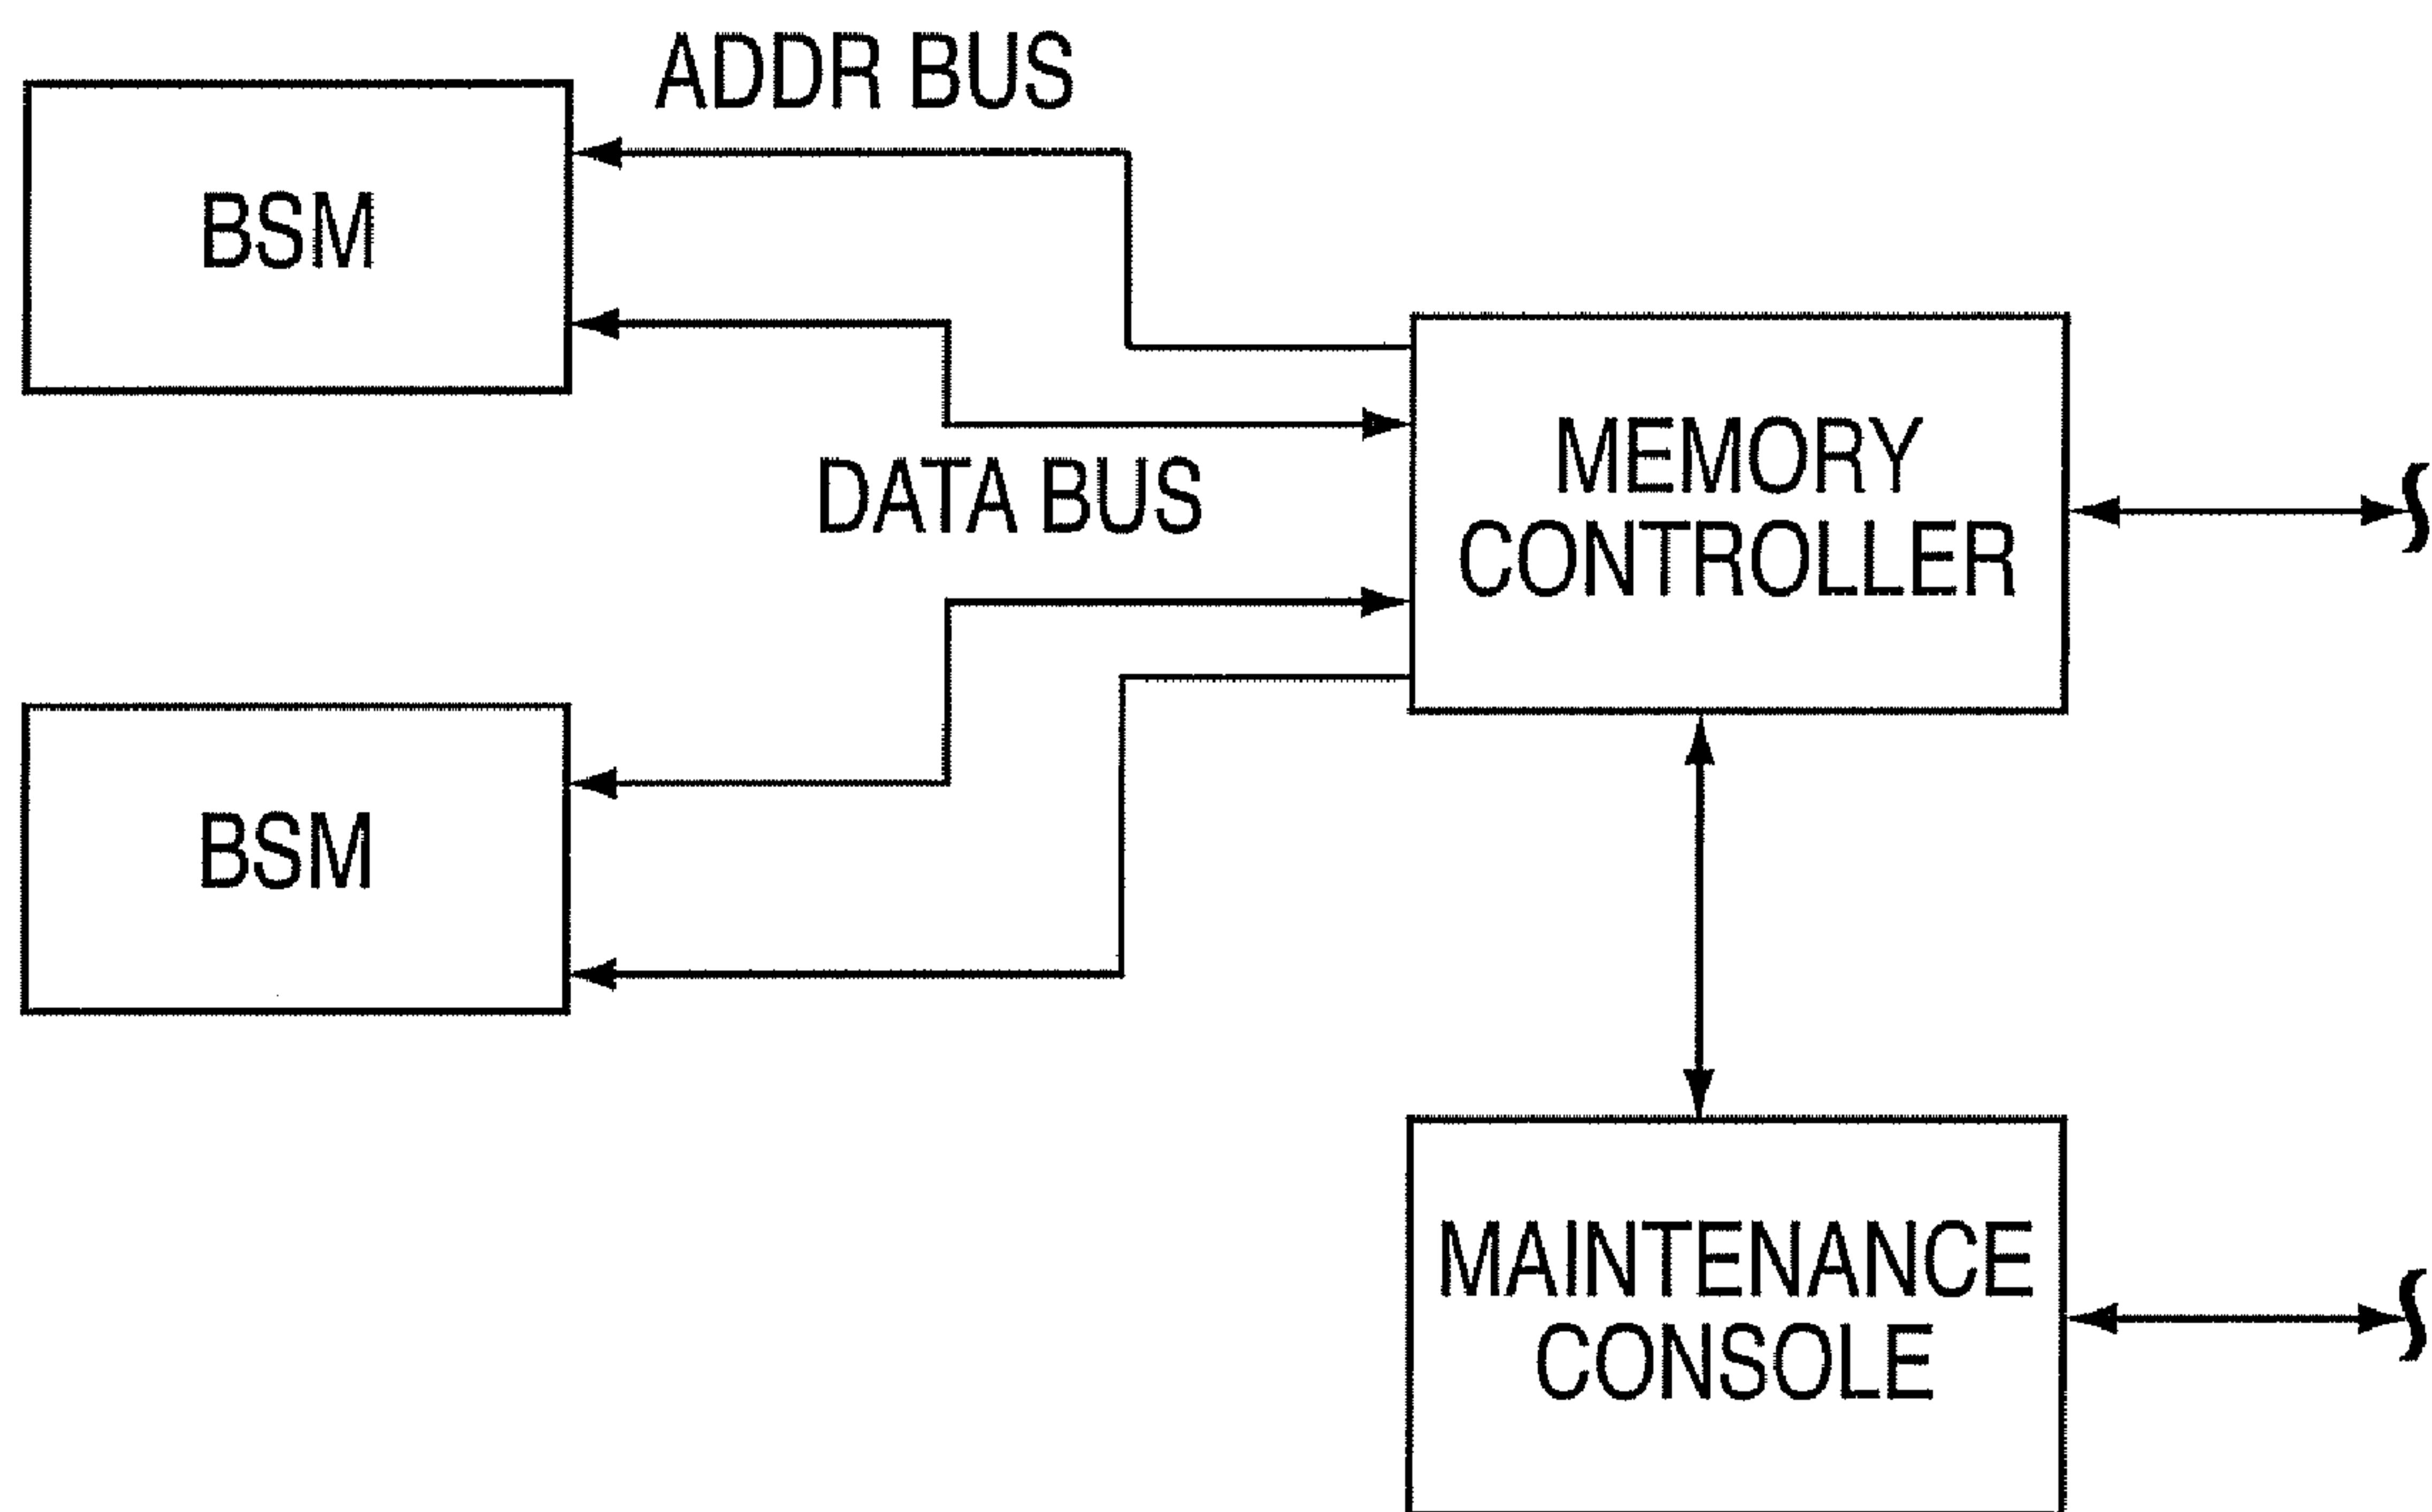 ADDR BUS
BSM
DATA BUS
MEMORY
CONTROLLER
BSM
MAINTENANCE
CONSOLE